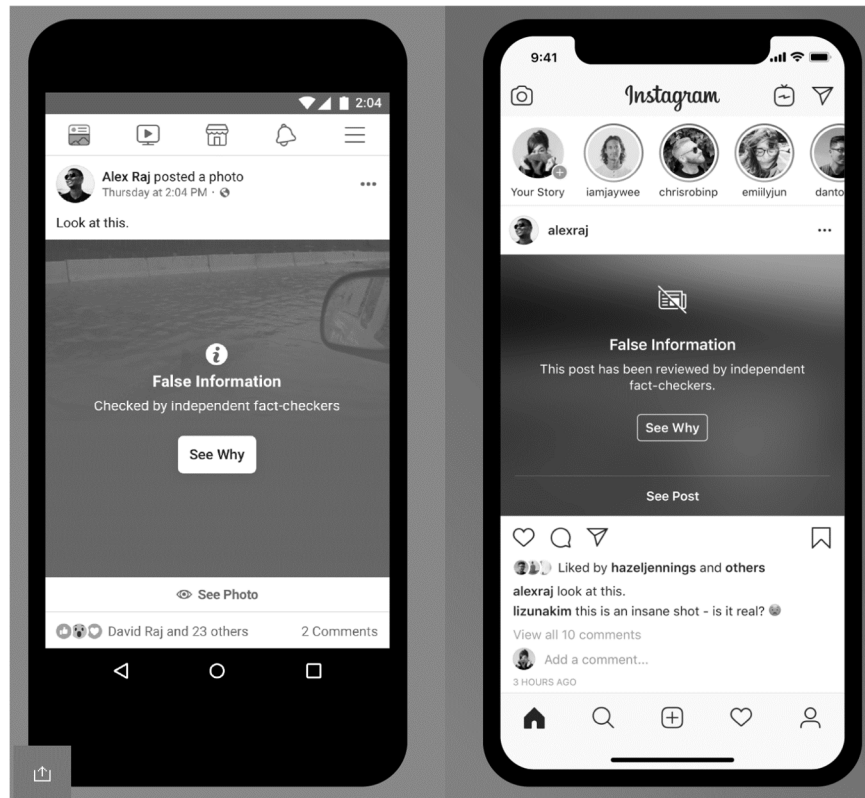 2:04
Alex Raj posted a photo
Thursday at 2:04 PM ·
Look at this.
False Information
Checked by independent fact-checkers
See Why
See Photo
David Raj and 23 others 2 Comments
9:41
Instagram
Your Story iamjaywee chrisrobinp emiilyjun danto
alexraj
False Information
This post has been reviewed by independent
fact-checkers.
See Why
See Post
Liked by hazeljennings and others
alexraj look at this.
lizunakim this is an insane shot - is it real?
View all 10 comments
Add a comment...
3 HOURS AGO